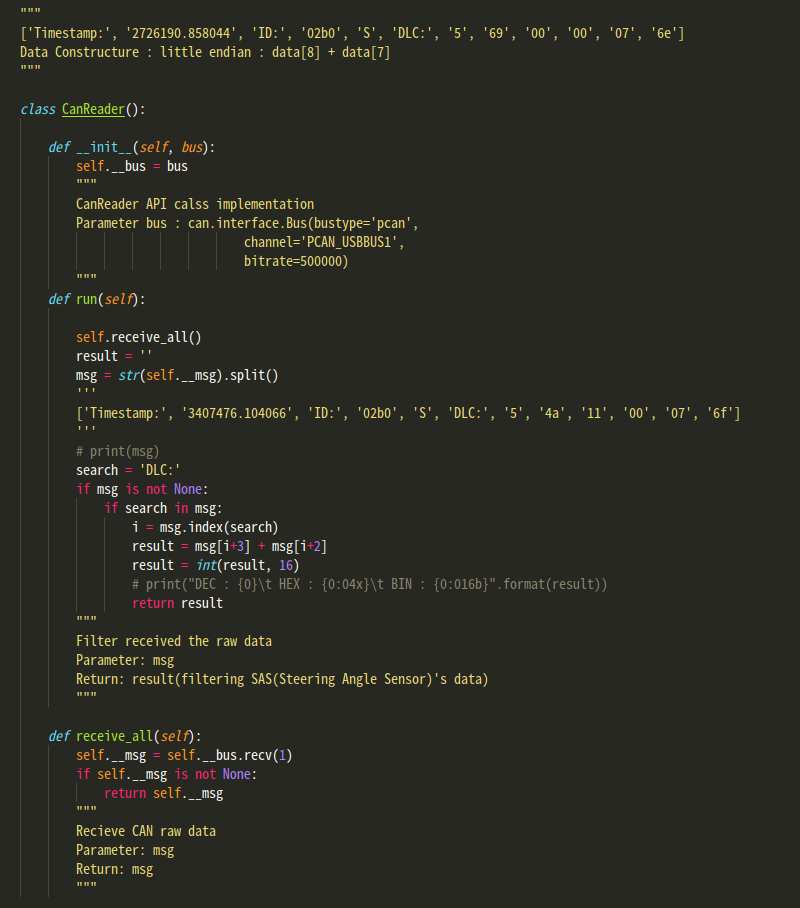 """
['Timestamp:', '2726190.858044', 'ID:', '02b0', 'S', 'DLC:', '5', '69', '00', '00', '07', '6e']
Data Constructure : little endian : data[8] + data[7]
"""
class CanReader():
def __init__(self, bus):
self.__bus = bus
"""
CanReader API calss implementation
Parameter bus : can.interface.Bus(bustype='pcan',
channel='PCAN_USBBUS1',
bitrate=500000)
"""
def run(self):
self.receive_all()
result = ''
msg = str(self.__msg).split()
'''
['Timestamp:', '3407476.104066', 'ID:', '02b0', 'S', 'DLC:', '5', '4a', '11', '00', '07', '6f']
'''
# print(msg)
search = 'DLC:'
if msg is not None:
if search in msg:
i = msg.index(search)
result = msg[i+3] + msg[i+2]
result = int(result, 16)
# print("DEC : {0}\t HEX : {0:04x}\t BIN : {0:016b}".format(result))
return result
"""
Filter received the raw data
Parameter: msg
Return: result(filtering SAS(Steering Angle Sensor)'s data)
"""
def receive_all(self):
self.__msg = self.__bus.recv(1)
if self.__msg is not None:
return self.__msg
"""
Recieve CAN raw data
Parameter: msg
Return: msg
"""